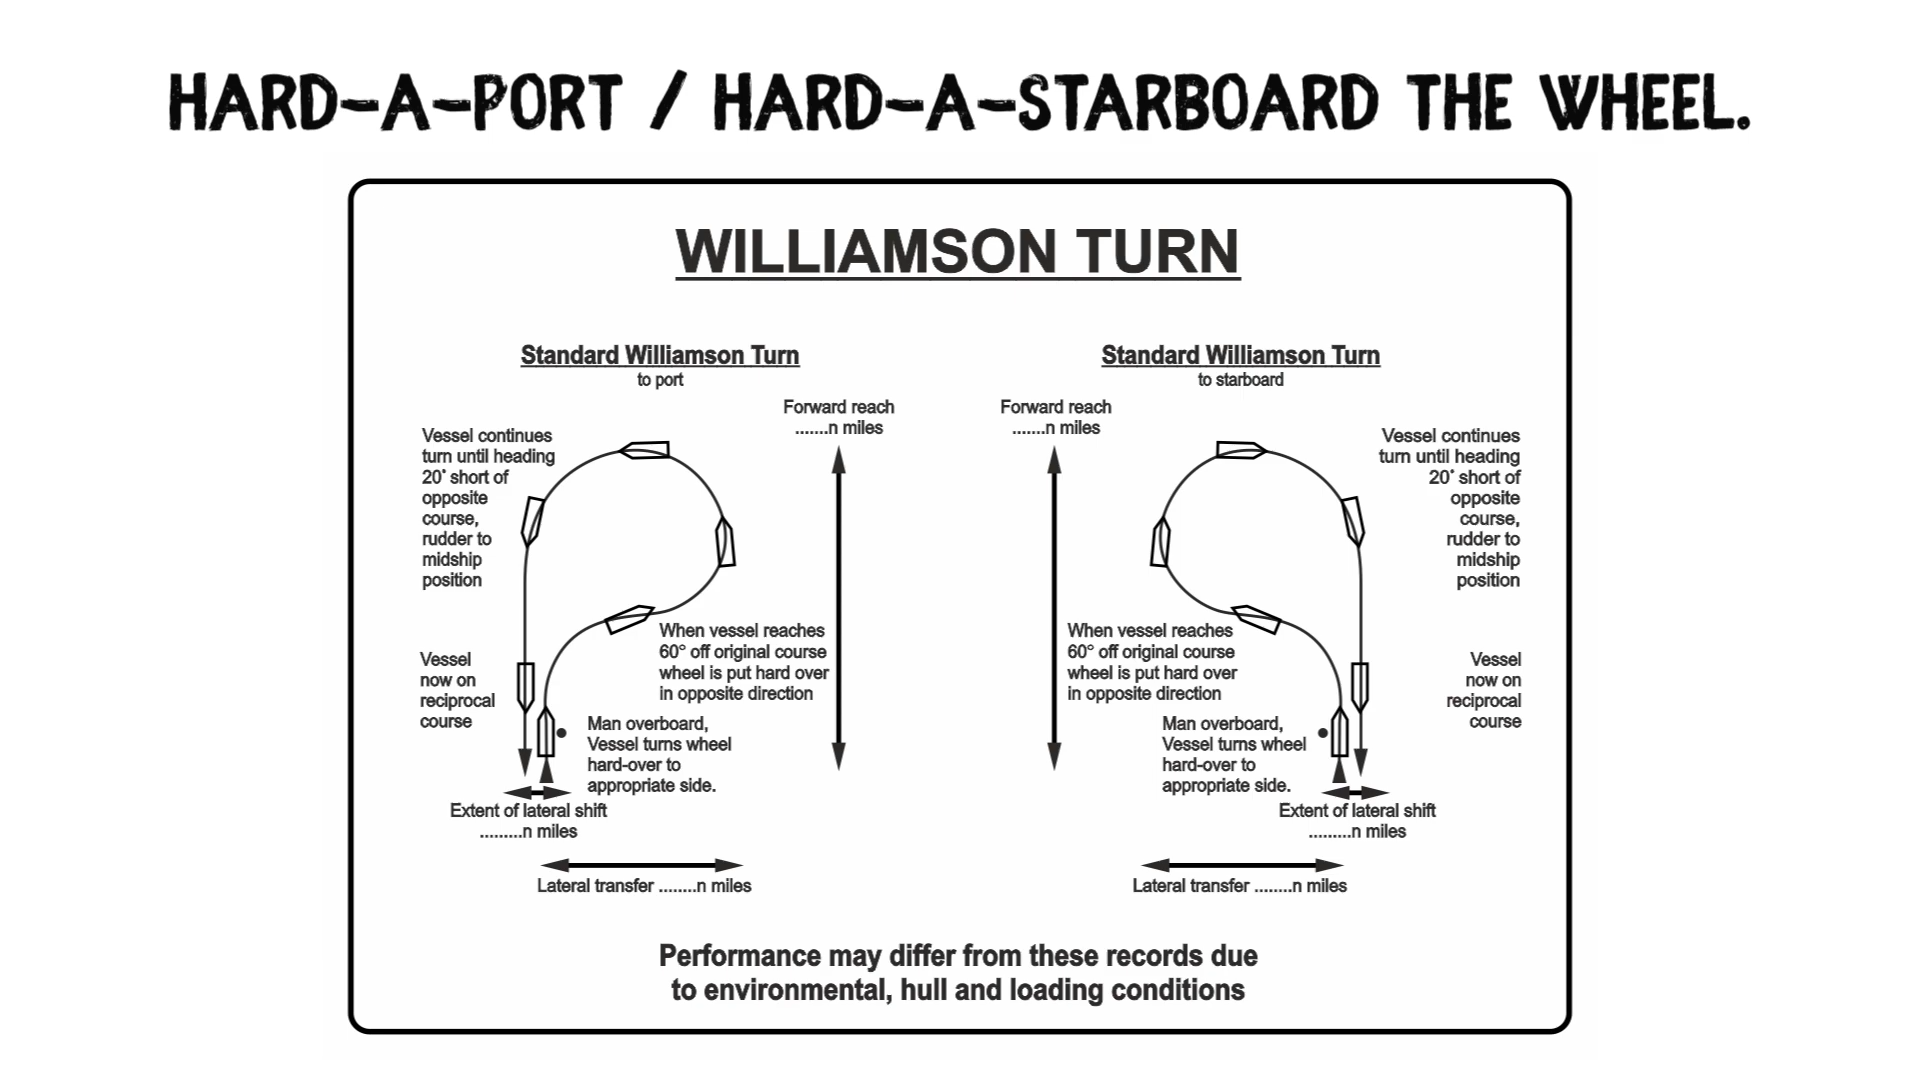 HARD-A-PORT / HARD-A-STARBOARD THE WHEEL.
WILLIAMSON TURN
Standard Williamson Turn
to port
Forward reach
.......n miles
Vessel continues
turn until heading
20° short of
opposite
course,
rudder to
midship
position
When vessel reaches
60° off original course
wheel is put hard over
in opposite direction
Vessel
now on
reciprocal
course
Man overboard,
Vessel turns wheel
hard-over to
appropriate side.
Extent of lateral shift
.........n miles
Lateral transfer ........n miles
Standard Williamson Turn
to starboard
Forward reach
.......n miles
Vessel continues
turn until heading
20° short of
opposite
course,
rudder to
midship
position
When vessel reaches
60° off original course
wheel is put hard over
in opposite direction
Vessel
now on
reciprocal
course
Man overboard,
Vessel turns wheel
hard-over to
appropriate side.
Extent of lateral shift
.........n miles
Lateral transfer ........n miles
Performance may differ from these records due
to environmental, hull and loading conditions